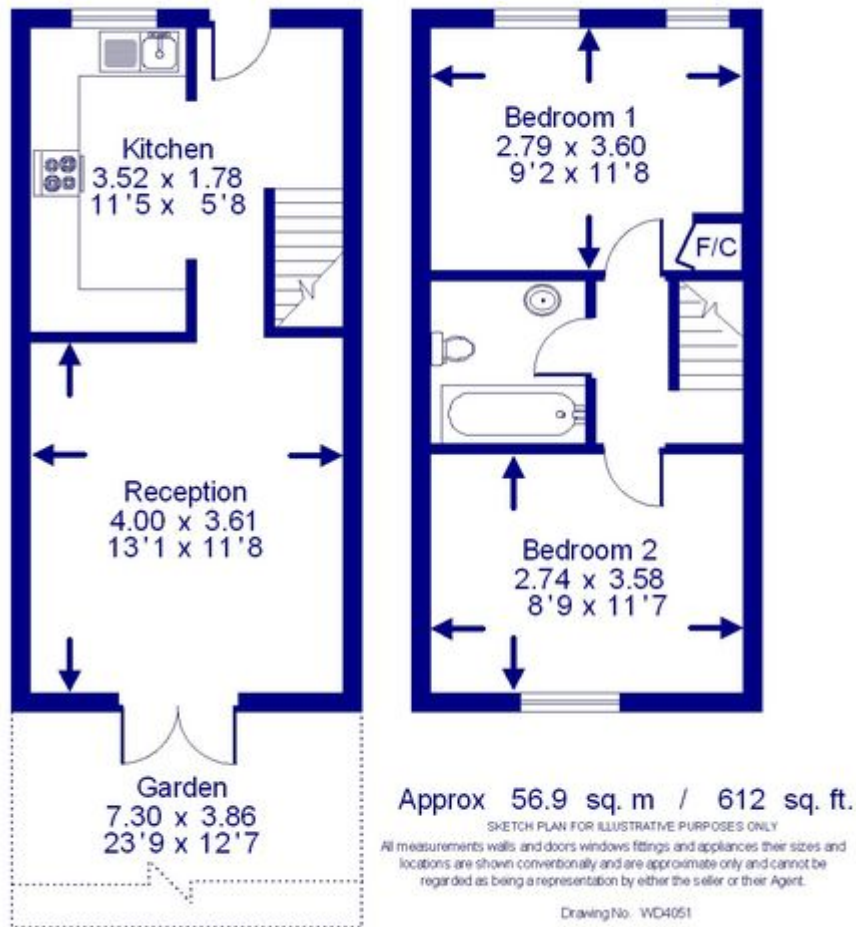 Kitchen
3.52 x 1.78
11'5 x 5'8
Reception
4.00 x 3.61
13'1 x 11'8
Garden
7.30 x 3.86
23'9 x 12'7
Bedroom 1
2.79 x 3.60
9'2 x 11'8
F/C
Bedroom 2
2.74 x 3.58
8'9 x 11'7
Approx 56.9 sq. m / 612 sq. ft.
SKETCH PLAN FOR ILLUSTRATIVE PURPOSES ONLY
All measurements walls and doors windows fittings and appliances their sizes and
locations are shown conventionally and are approximate only and cannot be
regarded as being a representation by either the seller or their Agent.
Drawing No. WD4051